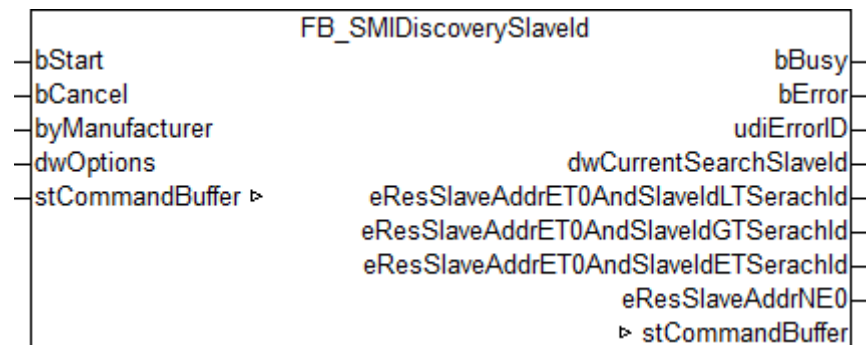 FB_SMIDiscoverySlaveId
bStart bBusy
bCancel bError
byManufacturer udiErrorID
dwOptions dwCurrentSearchSlaveId
stCommandBuffer ▹ eResSlaveAddrET0AndSlaveIdLTSerachId
eResSlaveAddrET0AndSlaveIdGTSerachId
eResSlaveAddrET0AndSlaveIdETSerachId
eResSlaveAddrNE0
▹ stCommandBuffer